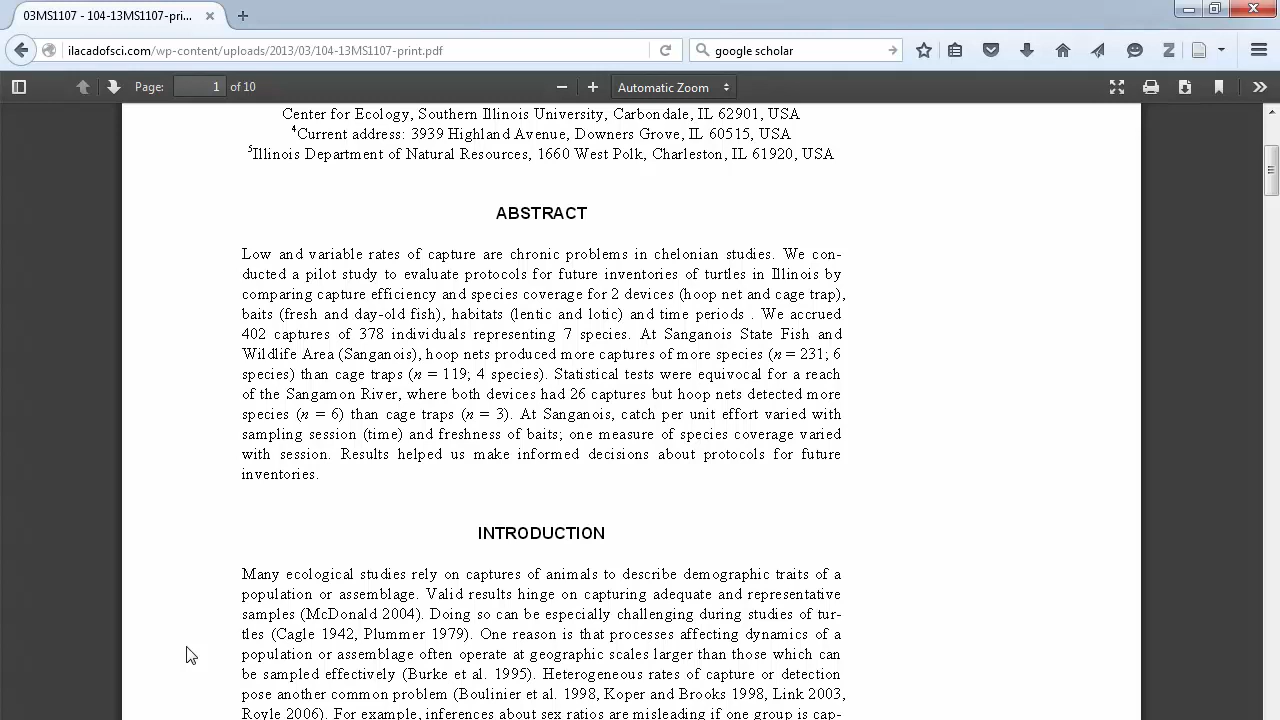 03MS1107 - 104-13MS1107-pri...
ilacadofsci.com/wp-content/uploads/2013/03/104-13MS1107-print.pdf
google scholar
Page: 1 of 10
Automatic Zoom
Center for Ecology, Southern Illinois University, Carbondale, IL 62901, USA
4Current address: 3939 Highland Avenue, Downers Grove, IL 60515, USA
5Illinois Department of Natural Resources, 1660 West Polk, Charleston, IL 61920, USA
ABSTRACT
Low and variable rates of capture are chronic problems in chelonian studies. We con-
ducted a pilot study to evaluate protocols for future inventories of turtles in Illinois by
comparing capture efficiency and species coverage for 2 devices (hoop net and cage trap),
baits (fresh and day-old fish), habitats (lentic and lotic) and time periods . We accrued
402 captures of 378 individuals representing 7 species. At Sanganois State Fish and
Wildlife Area (Sanganois), hoop nets produced more captures of more species (n = 231; 6
species) than cage traps (n = 119; 4 species). Statistical tests were equivocal for a reach
of the Sangamon River, where both devices had 26 captures but hoop nets detected more
species (n = 6) than cage traps (n = 3). At Sanganois, catch per unit effort varied with
sampling session (time) and freshness of baits; one measure of species coverage varied
with session. Results helped us make informed decisions about protocols for future
inventories.
INTRODUCTION
Many ecological studies rely on captures of animals to describe demographic traits of a
population or assemblage. Valid results hinge on capturing adequate and representative
samples (McDonald 2004). Doing so can be especially challenging during studies of tur-
tles (Cagle 1942, Plummer 1979). One reason is that processes affecting dynamics of a
population or assemblage often operate at geographic scales larger than those which can
be sampled effectively (Burke et al. 1995). Heterogeneous rates of capture or detection
pose another common problem (Boulinier et al. 1998, Koper and Brooks 1998, Link 2003,
Royle 2006). For example, inferences about sex ratios are misleading if one group is cap-